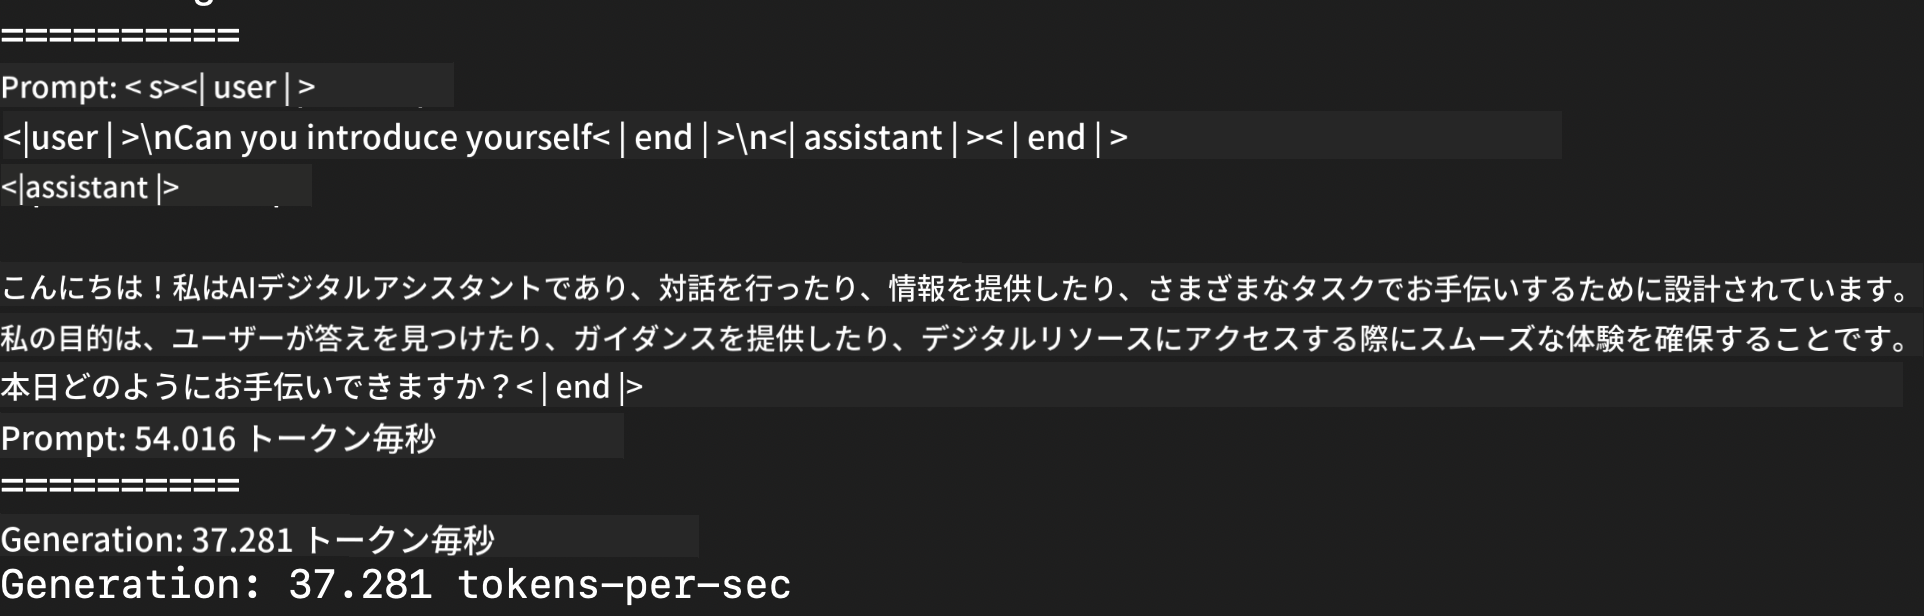 ==========
Prompt: < s><| user | >
<|user | >\nCan you introduce yourself< | end | >\n<| assistant | >< | end | >
<|assistant |>
こんにちは！私はAIデジタルアシスタントであり、対話を行ったり、情報を提供したり、さまざまなタスクでお手伝いするために設計されています。
私の目的は、ユーザーが答えを見つけたり、ガイダンスを提供したり、デジタルリソースにアクセスする際にスムーズな体験を確保することです。
本日どのようにお手伝いできますか？< | end |>
Prompt: 54.016 トークン毎秒
==========
Generation: 37.281 トークン毎秒
Generation: 37.281 tokens-per-sec